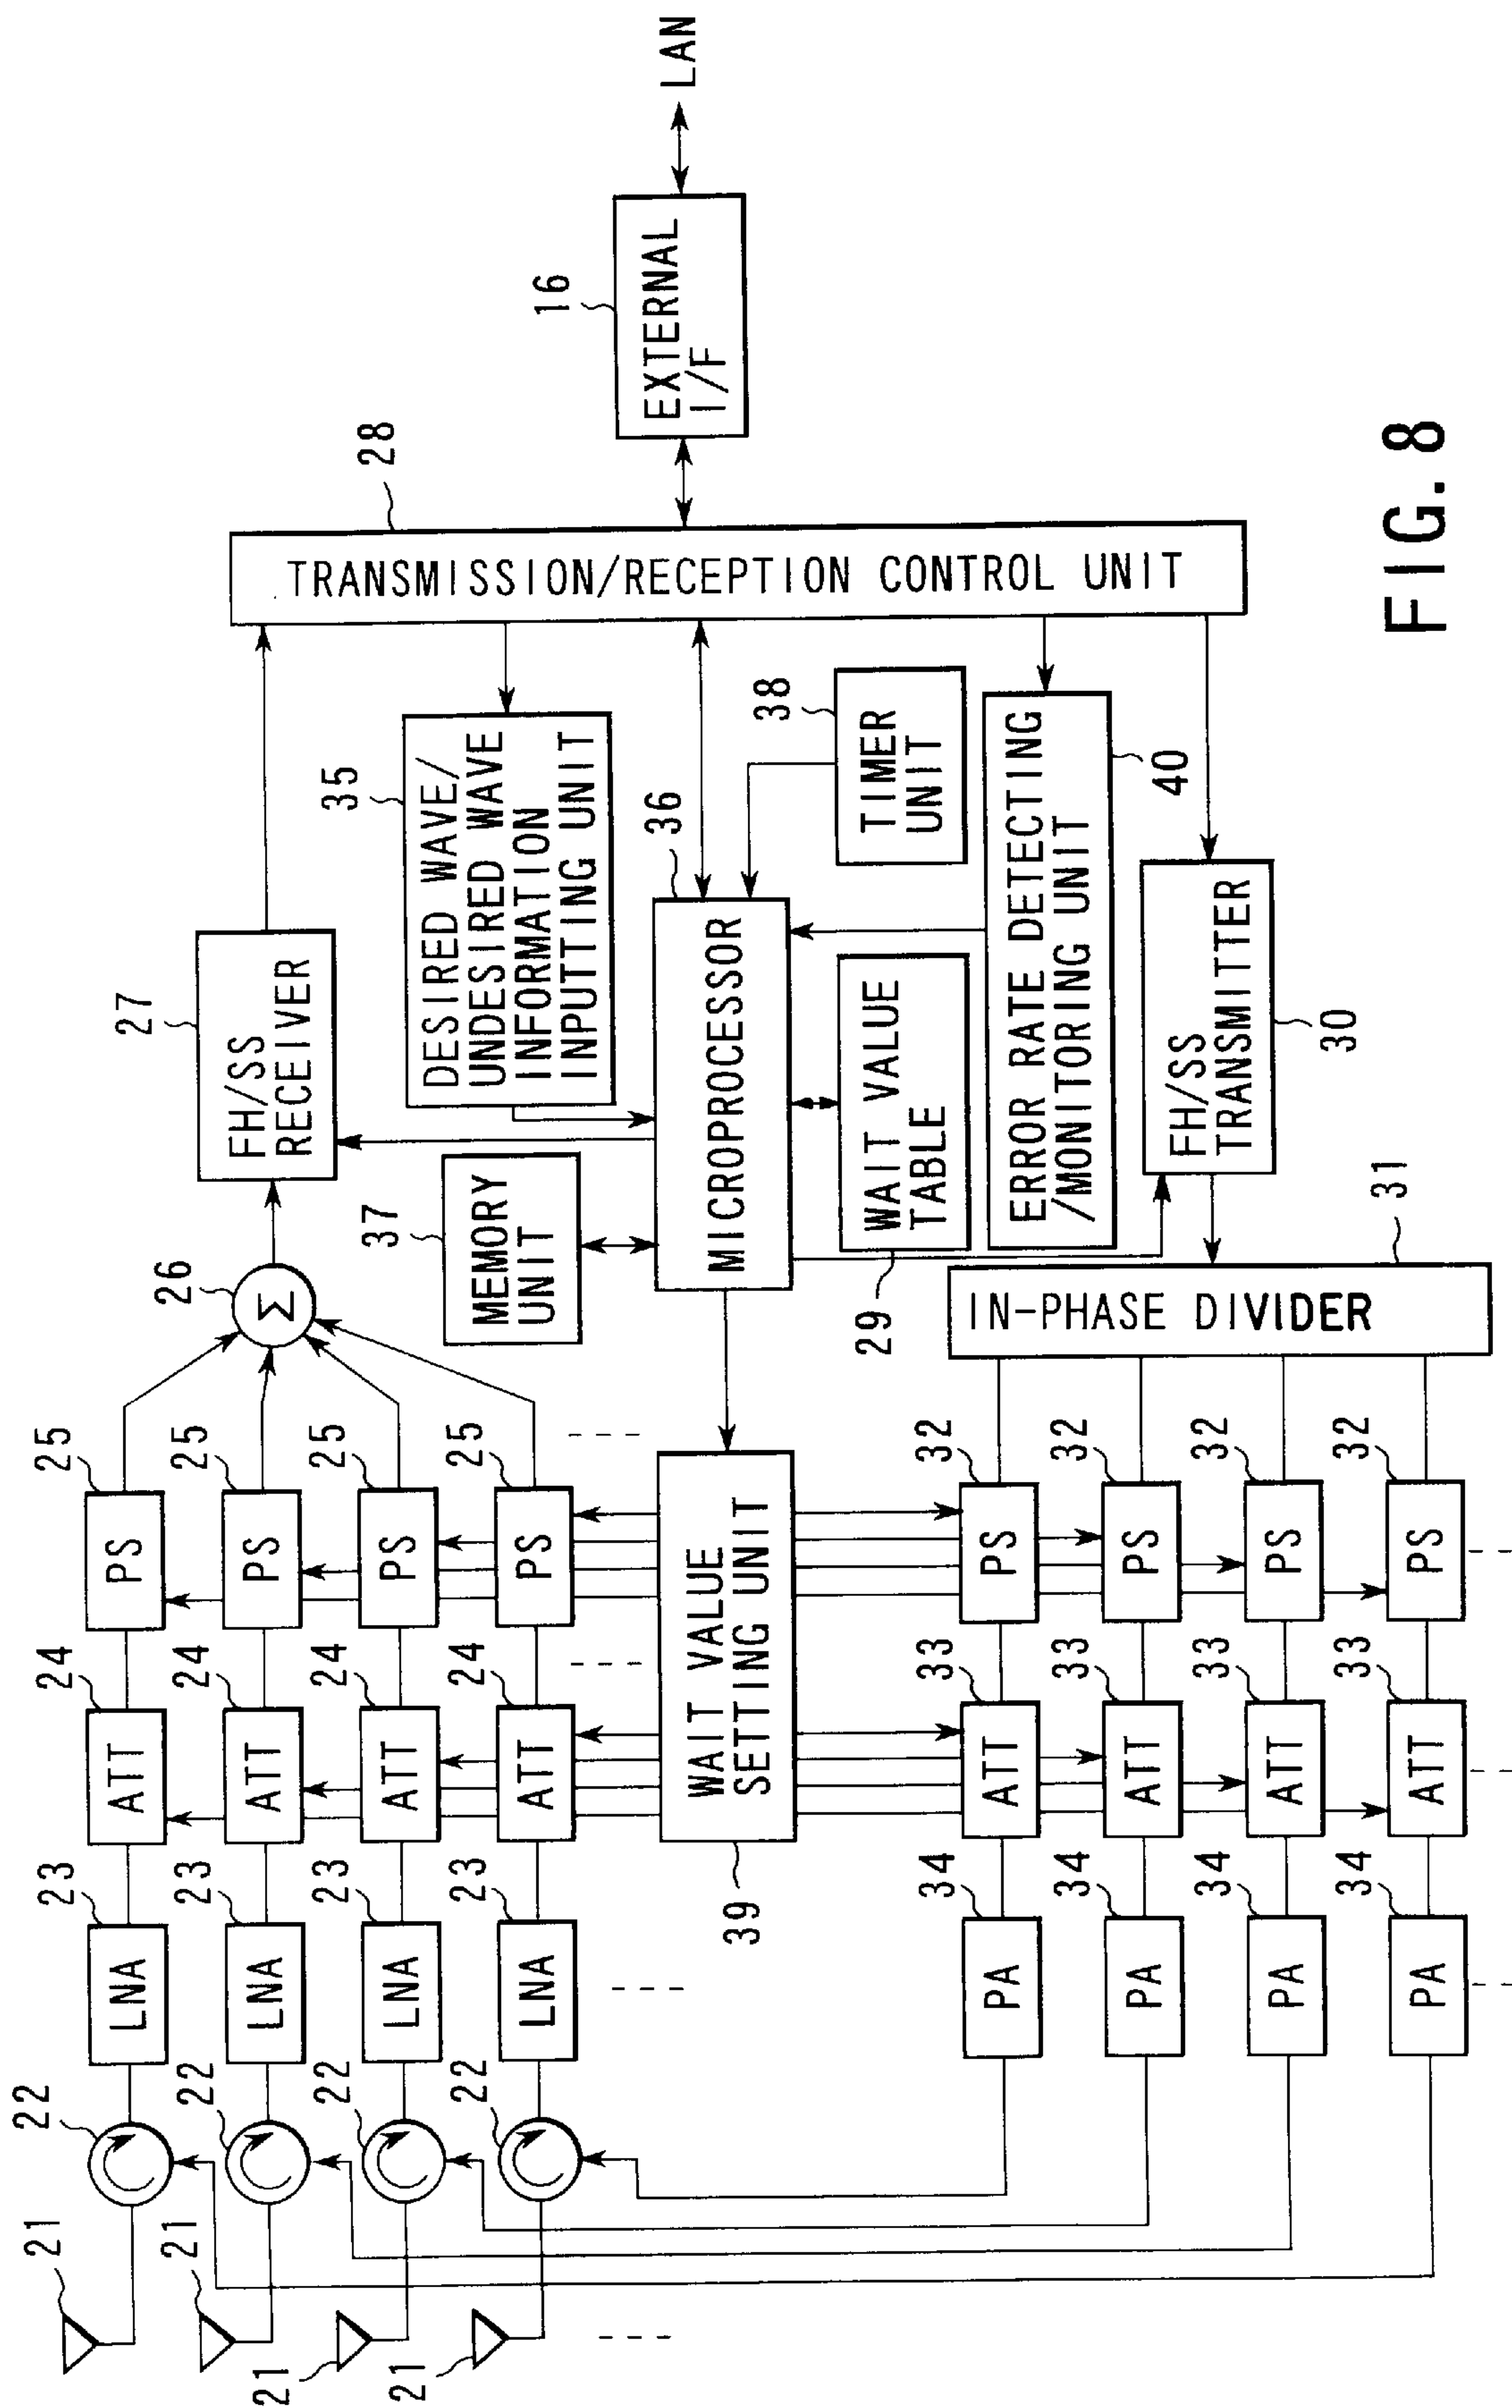 21
21
21
21
22
22
22
22
23
LNA
23
LNA
23
LNA
23
LNA
24
ATT
24
ATT
24
ATT
24
ATT
25
PS
25
PS
25
PS
25
PS
26
Σ
27
FH/SS
RECEIVER
28
TRANSMISSION/RECEPTION CONTROL UNIT
16
EXTERNAL
I/F
LAN
35
DESIRED WAVE/
UNDESIRED WAVE
INFORMATION
INPUTTING UNIT
37
MEMORY
UNIT
36
MICROPROCESSOR
38
TIMER
UNIT
29
WAIT VALUE
TABLE
ERROR RATE DETECTING
/MONITORING UNIT
40
FH/SS
TRANSMITTER
30
31
IN-PHASE DIVIDER
WAIT VALUE
SETTING UNIT
39
32
PS
32
PS
32
PS
32
PS
33
ATT
33
ATT
33
ATT
33
ATT
34
PA
34
PA
34
PA
34
PA
FIG. 8